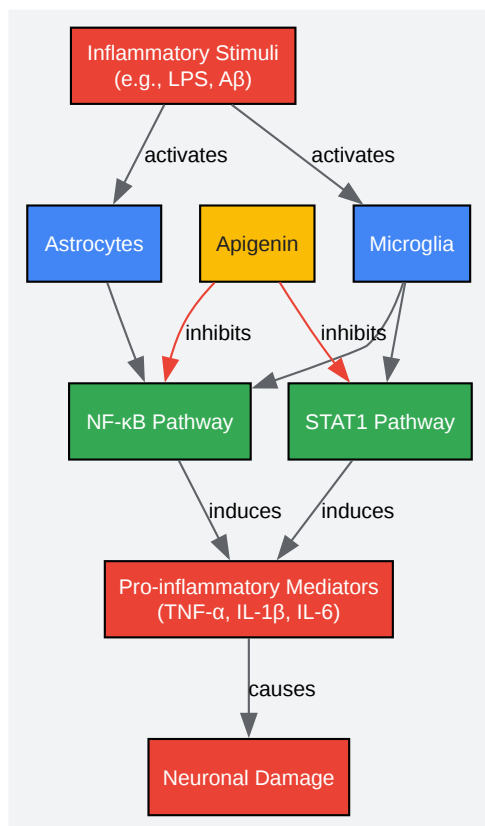 Inflammatory Stimuli
(e.g., LPS, Aβ)
activates
activates
Astrocytes
Apigenin
Microglia
inhibits
inhibits
NF-κB Pathway
STAT1 Pathway
induces
induces
Pro-inflammatory Mediators
(TNF-α, IL-1β, IL-6)
causes
Neuronal Damage